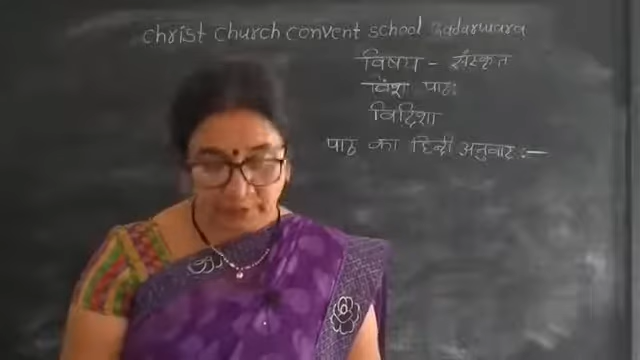 christ church convent school Gadarwara
विषय - संस्कृत
विंश पाठः
विदिशा
पाठ का हिन्दी अनुवाद :-